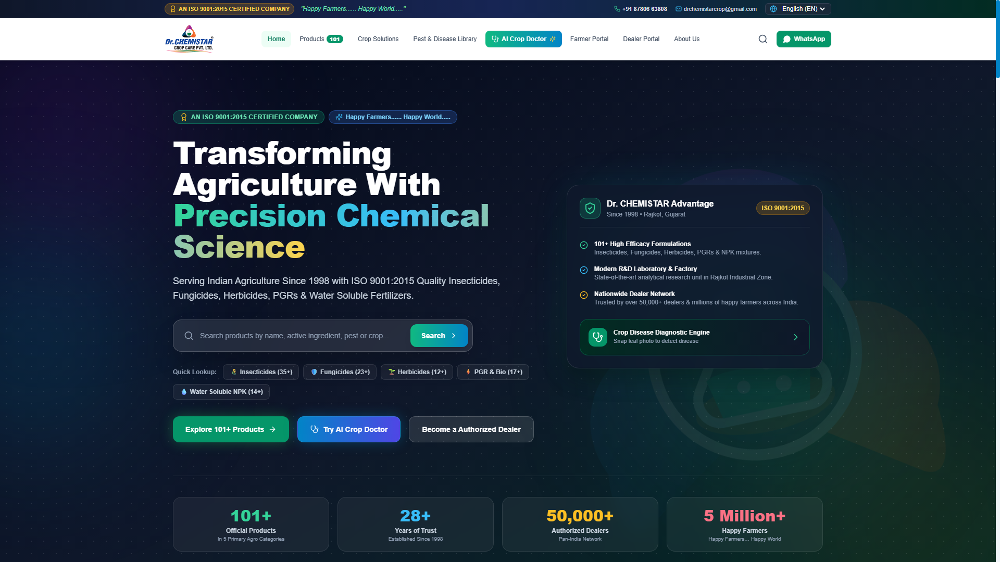 AN ISO 9001:2015 CERTIFIED COMPANY
"Happy Farmers...... Happy World....."
+91 87806 63808
drchemistarcrop@gmail.com
English (EN)
Dr.CHEMISTAR®
CROP CARE PVT. LTD.
Home
Products 101
Crop Solutions
Pest & Disease Library
AI Crop Doctor
Farmer Portal
Dealer Portal
About Us
WhatsApp
AN ISO 9001:2015 CERTIFIED COMPANY
Happy Farmers...... Happy World.....
Transforming
Agriculture With
Precision Chemical
Science
Serving Indian Agriculture Since 1998 with ISO 9001:2015 Quality Insecticides,
Fungicides, Herbicides, PGRs & Water Soluble Fertilizers.
Search products by name, active ingredient, pest or crop...
Search
Quick Lookup:
Insecticides (35+)
Fungicides (23+)
Herbicides (12+)
PGR & Bio (17+)
Water Soluble NPK (14+)
Explore 101+ Products
Try AI Crop Doctor
Become a Authorized Dealer
Dr. CHEMISTAR Advantage
Since 1998 • Rajkot, Gujarat
ISO 9001:2015
101+ High Efficacy Formulations
Insecticides, Fungicides, Herbicides, PGRs & NPK mixtures.
Modern R&D Laboratory & Factory
State-of-the-art analytical research unit in Rajkot Industrial Zone.
Nationwide Dealer Network
Trusted by over 50,000+ dealers & millions of happy farmers across India.
Crop Disease Diagnostic Engine
Snap leaf photo to detect disease
101+
Official Products
In 5 Primary Agro Categories
28+
Years of Trust
Established Since 1998
50,000+
Authorized Dealers
Pan-India Network
5 Million+
Happy Farmers
Happy Farmers... Happy World